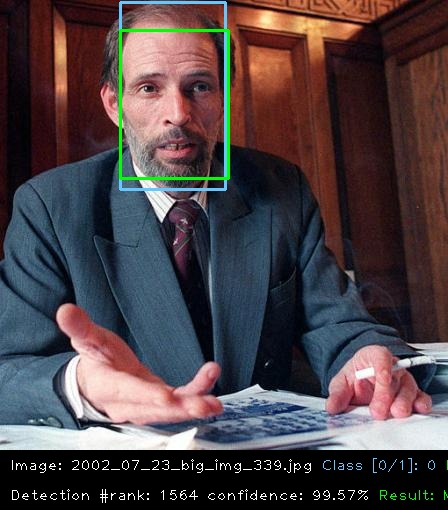 Image: 2002_07_23_big_img_339.jpg Class [0/1]: 0
Detection #rank: 1564 confidence: 99.57% Result: